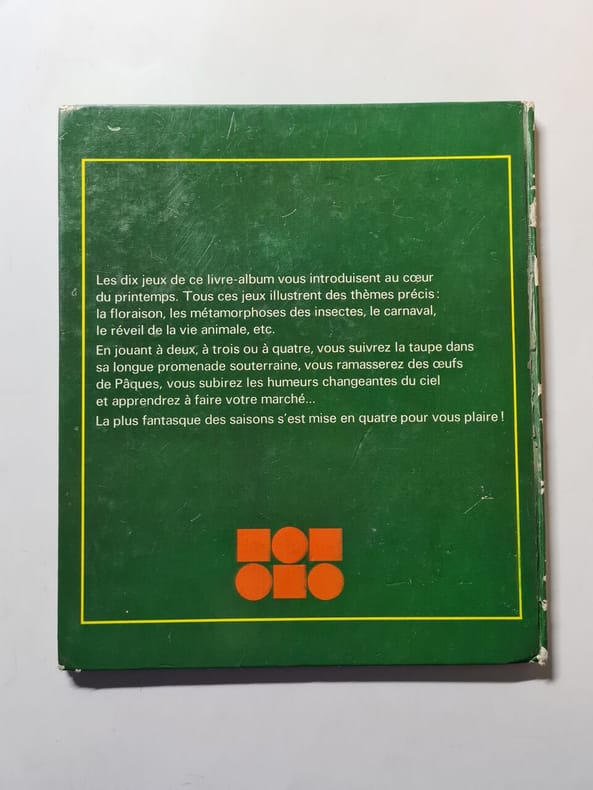 Les dix jeux de ce livre-album vous introduisent au cœur
du printemps. Tous ces jeux illustrent des thèmes précis :
la floraison, les métamorphoses des insectes, le carnaval,
le réveil de la vie animale, etc.
En jouant à deux, à trois ou à quatre, vous suivrez la taupe dans
sa longue promenade souterraine, vous ramasserez des œufs
de Pâques, vous subirez les humeurs changeantes du ciel
et apprendrez à faire votre marché...
La plus fantasque des saisons s'est mise en quatre pour vous plaire !